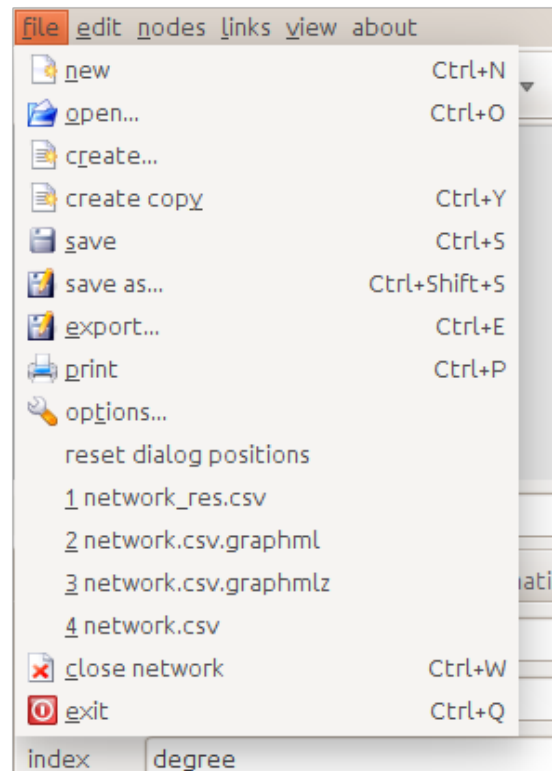 file edit nodes links view about
new Ctrl+N
open... Ctrl+O
create...
create copy Ctrl+Y
save Ctrl+S
save as... Ctrl+Shift+S
export... Ctrl+E
print Ctrl+P
options...
reset dialog positions
1 network_res.csv
2 network.csv.graphml
3 network.csv.graphmlz
4 network.csv
close network Ctrl+W
exit Ctrl+Q
index degree